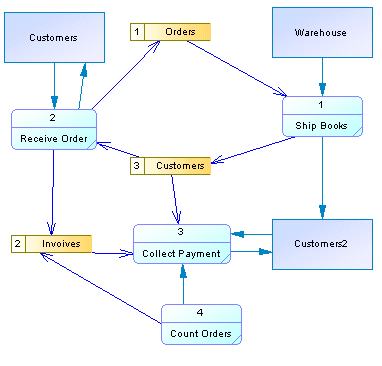 Customers
1 Orders
Warehouse
2
Receive Order
1
Ship Books
3 Customers
2 Invoives
3
Collect Payment
Customers2
4
Count Orders